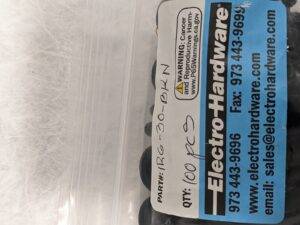 ⚠ WARNING: Cancer
and Reproductive Harm-
www.P65Warnings.ca.gov
PART#: IRG-30-BKN
QTY: 100 pcs
Electro-Hardware
973 443-9696 Fax: 973 443-9699
www.electrohardware.com
email: sales@electrohardware.com